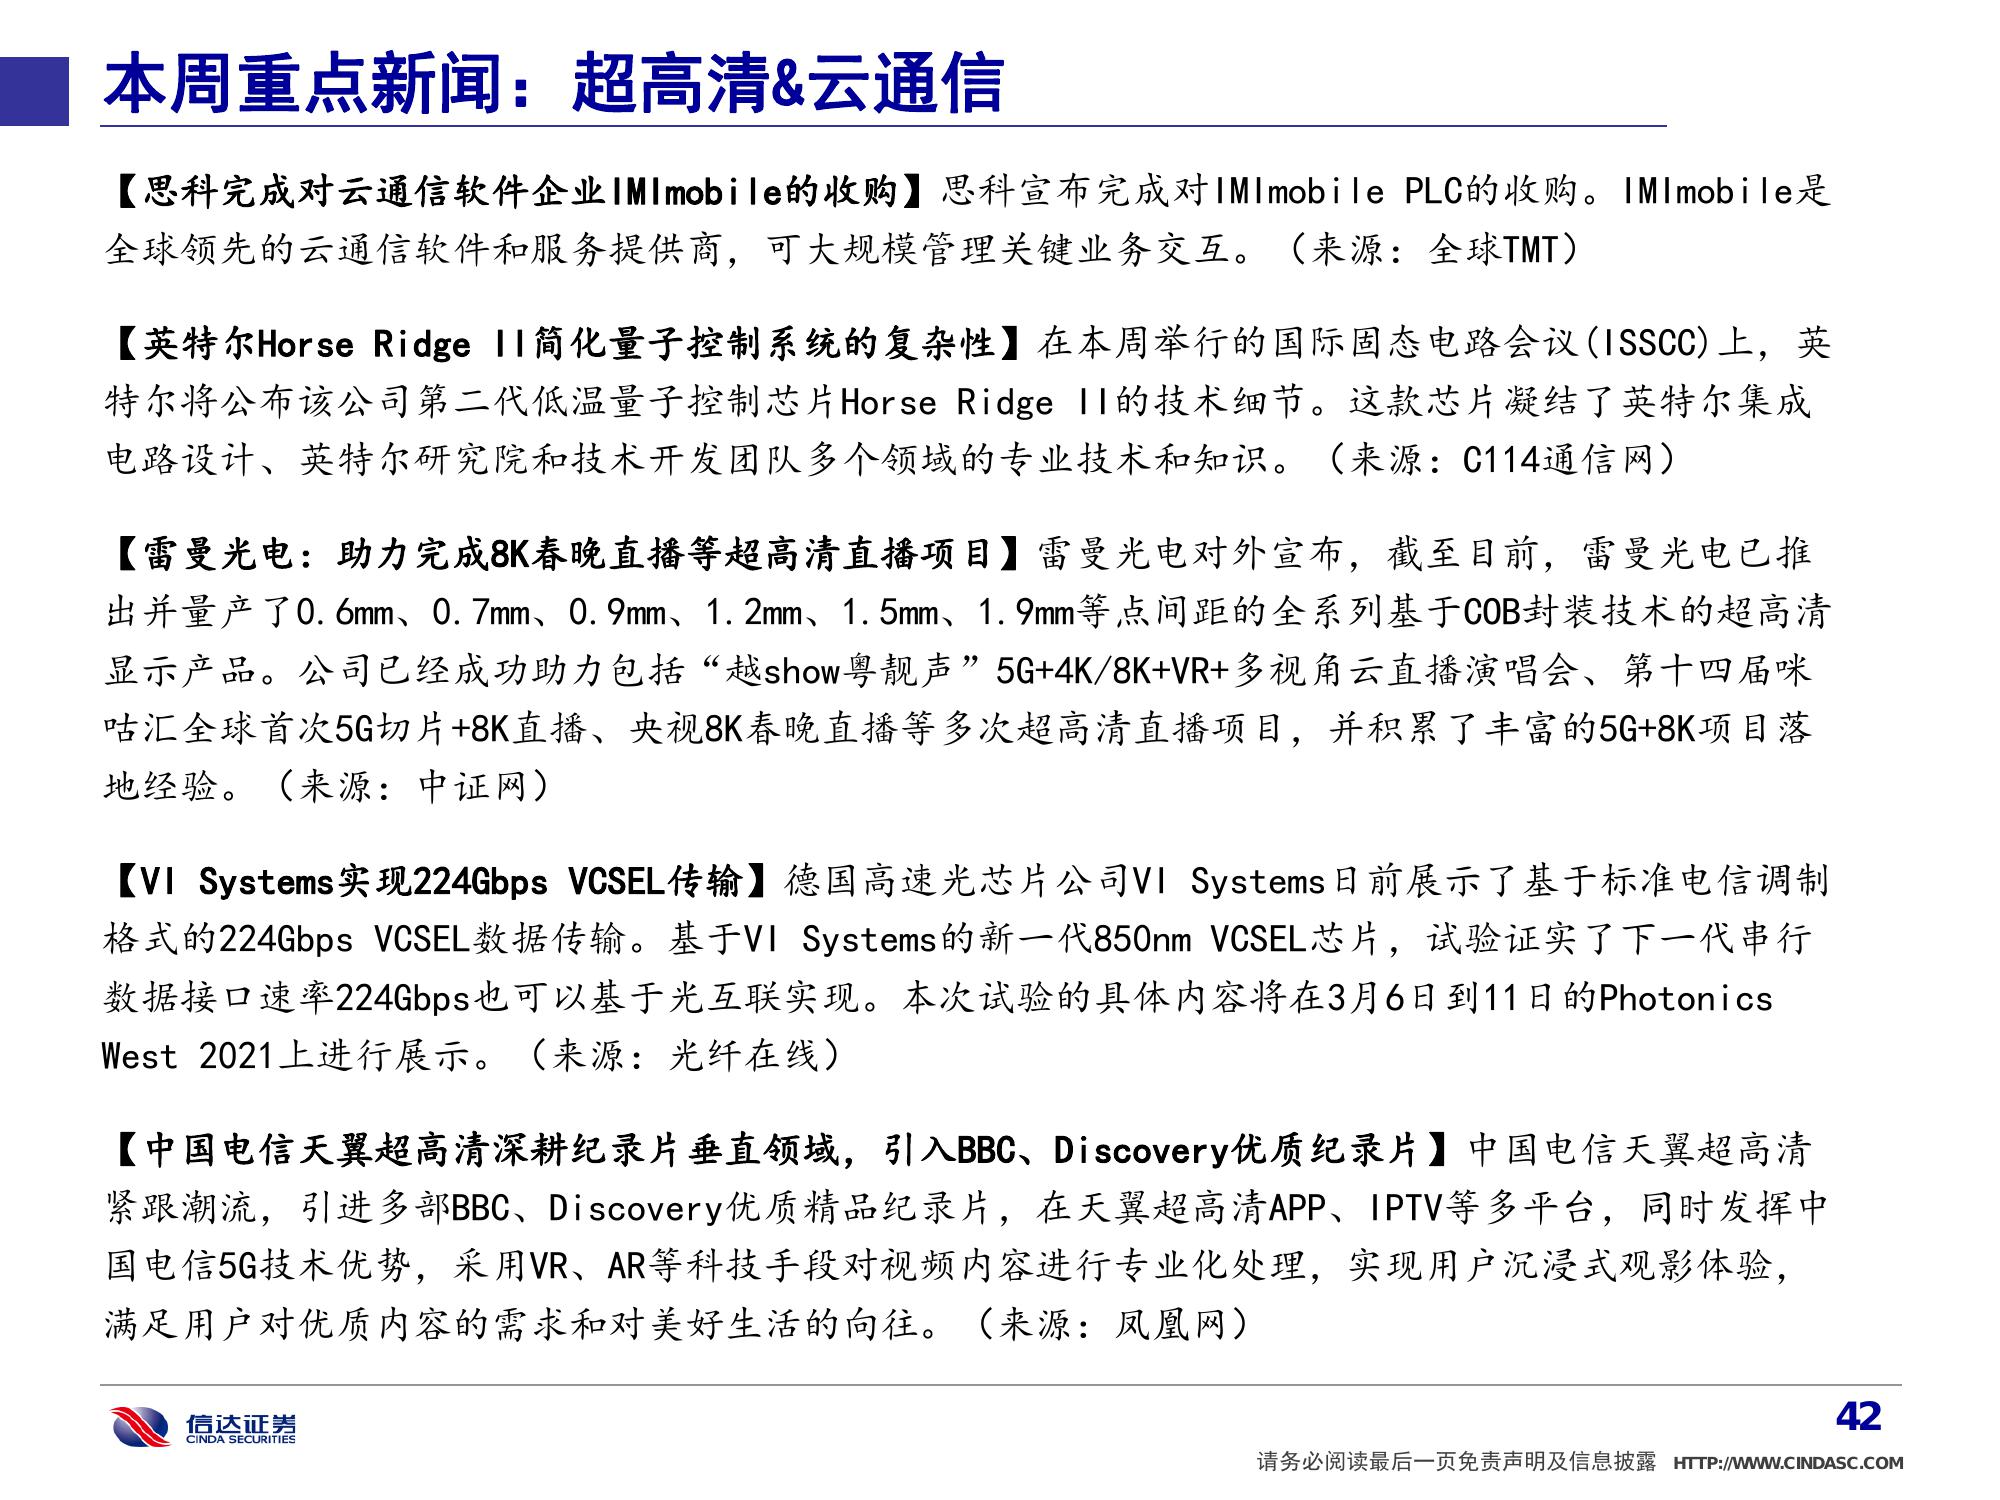 本周重点新闻：超高清&云通信
【思科完成对云通信软件企业IMImobile的收购】思科宣布完成对IMImobile PLC的收购。IMImobile是
全球领先的云通信软件和服务提供商，可大规模管理关键业务交互。（来源：全球TMT）
【英特尔Horse Ridge II简化量子控制系统的复杂性】在本周举行的国际固态电路会议(ISSCC)上，英
特尔将公布该公司第二代低温量子控制芯片Horse Ridge II的技术细节。这款芯片凝结了英特尔集成
电路设计、英特尔研究院和技术开发团队多个领域的专业技术和知识。（来源：C114通信网）
【雷曼光电：助力完成8K春晚直播等超高清直播项目】雷曼光电对外宣布，截至目前，雷曼光电已推
出并量产了0.6mm、0.7mm、0.9mm、1.2mm、1.5mm、1.9mm等点间距的全系列基于COB封装技术的超高清
显示产品。公司已经成功助力包括“越show粤靓声”5G+4K/8K+VR+多视角云直播演唱会、第十四届咪
咕汇全球首次5G切片+8K直播、央视8K春晚直播等多次超高清直播项目，并积累了丰富的5G+8K项目落
地经验。（来源：中证网）
【VI Systems实现224Gbps VCSEL传输】德国高速光芯片公司VI Systems日前展示了基于标准电信调制
格式的224Gbps VCSEL数据传输。基于VI Systems的新一代850nm VCSEL芯片，试验证实了下一代串行
数据接口速率224Gbps也可以基于光互联实现。本次试验的具体内容将在3月6日到11日的Photonics
West 2021上进行展示。（来源：光纤在线）
【中国电信天翼超高清深耕纪录片垂直领域，引入BBC、Discovery优质纪录片】中国电信天翼超高清
紧跟潮流，引进多部BBC、Discovery优质精品纪录片，在天翼超高清APP、IPTV等多平台，同时发挥中
国电信5G技术优势，采用VR、AR等科技手段对视频内容进行专业化处理，实现用户沉浸式观影体验，
满足用户对优质内容的需求和对美好生活的向往。（来源：凤凰网）
信达证券
CINDA SECURITIES
42
请务必阅读最后一页免责声明及信息披露 HTTP://WWW.CINDASC.COM